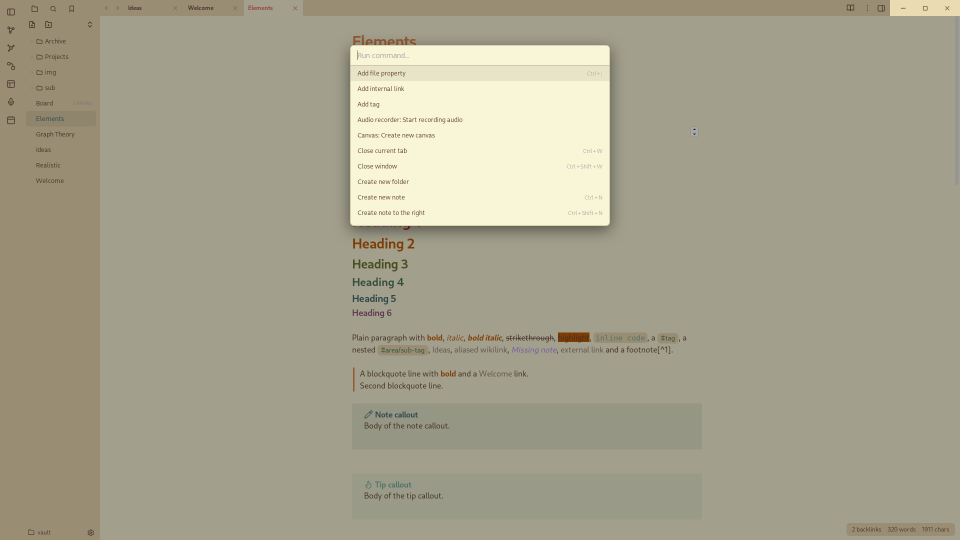 Ideas
Welcome
Elements
Archive
Projects
img
sub
Board
Elements
Graph Theory
Ideas
Realistic
Welcome
vault
Elements
Run command...
Add file property Ctrl + ;
Add internal link
Add tag
Audio recorder: Start recording audio
Canvas: Create new canvas
Close current tab Ctrl + W
Close window Ctrl + Shift + W
Create new folder
Create new note Ctrl + N
Create note to the right Ctrl + Shift + N
Heading 2
Heading 3
Heading 4
Heading 5
Heading 6
Plain paragraph with bold, italic, bold italic, strikethrough, highlight, inline code, a #tag, a
nested #area/sub-tag, Ideas, aliased wikilink, Missing note, external link and a footnote[^1].
A blockquote line with bold and a Welcome link.
Second blockquote line.
Note callout
Body of the note callout.
Tip callout
Body of the tip callout.
2 backlinks 320 words 1911 chars